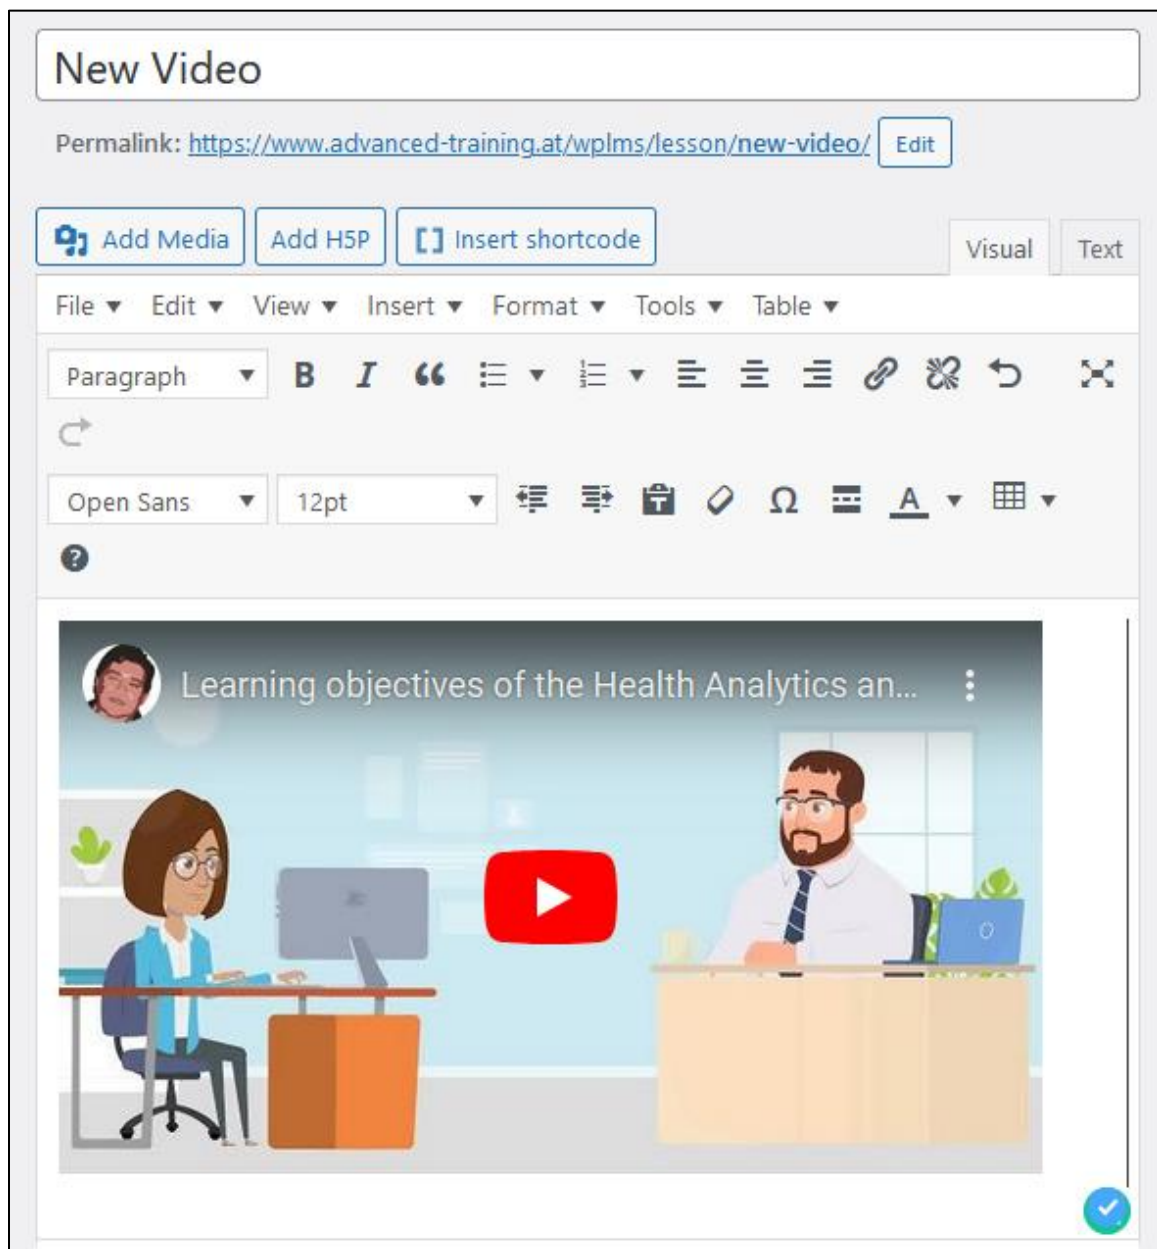 New Video
Permalink: https://www.advanced-training.at/wplms/lesson/new-video/ Edit
Add Media Add H5P [] Insert shortcode Visual Text
File ▼ Edit ▼ View ▼ Insert ▼ Format ▼ Tools ▼ Table ▼
Paragraph ▼ B I
Open Sans ▼ 12pt ▼ Ω A ▼
Learning objectives of the Health Analytics an...